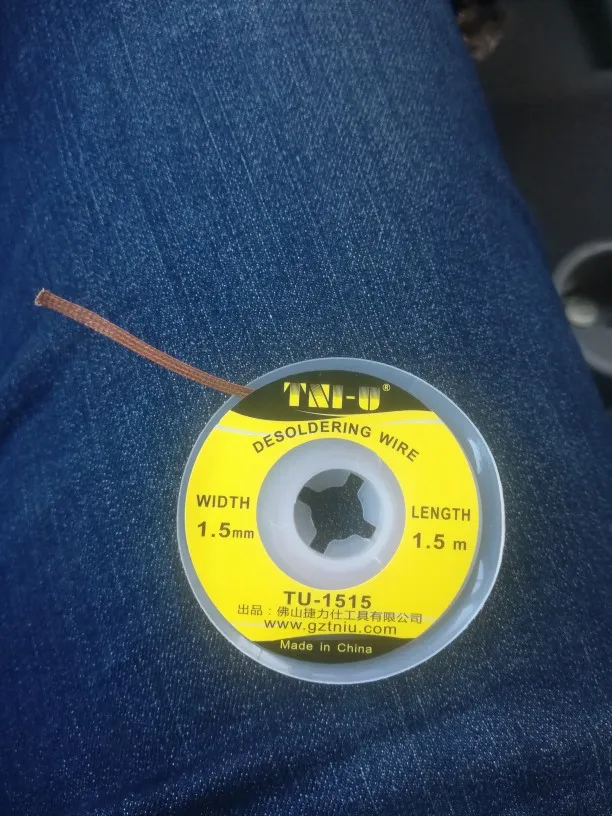 TNI-U®
DESOLDERING WIRE
WIDTH
1.5mm
LENGTH
1.5 m
TU-1515
出品：佛山捷力仕工具有限公司
www.gztniu.com
Made in China